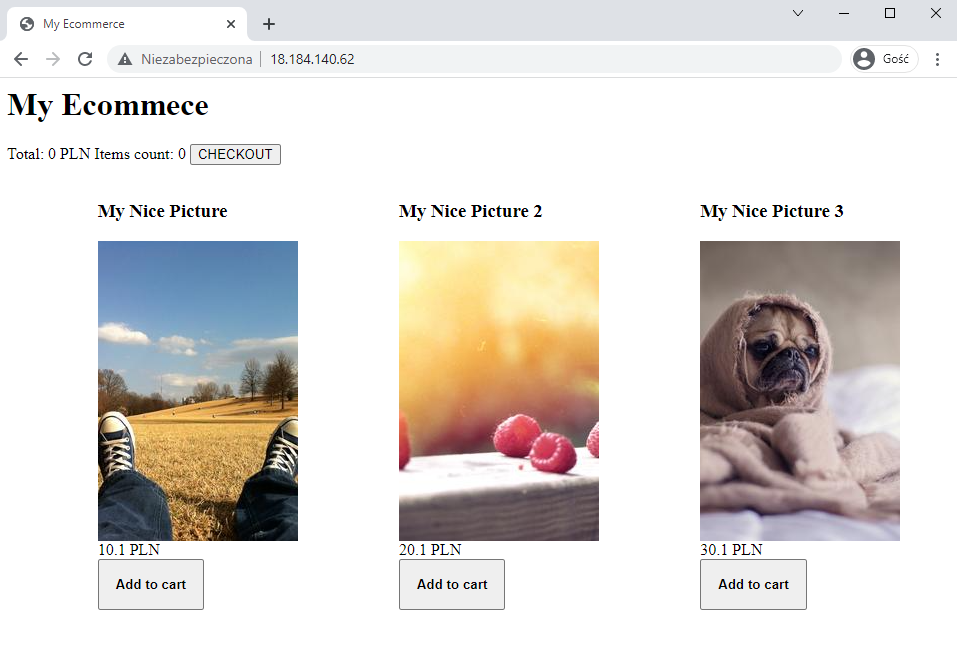 My Ecommerce
Niezabezpieczona 18.184.140.62 Gość
My Ecommece
Total: 0 PLN Items count: 0 CHECKOUT
My Nice Picture My Nice Picture 2 My Nice Picture 3
10.1 PLN 20.1 PLN 30.1 PLN
Add to cart Add to cart Add to cart